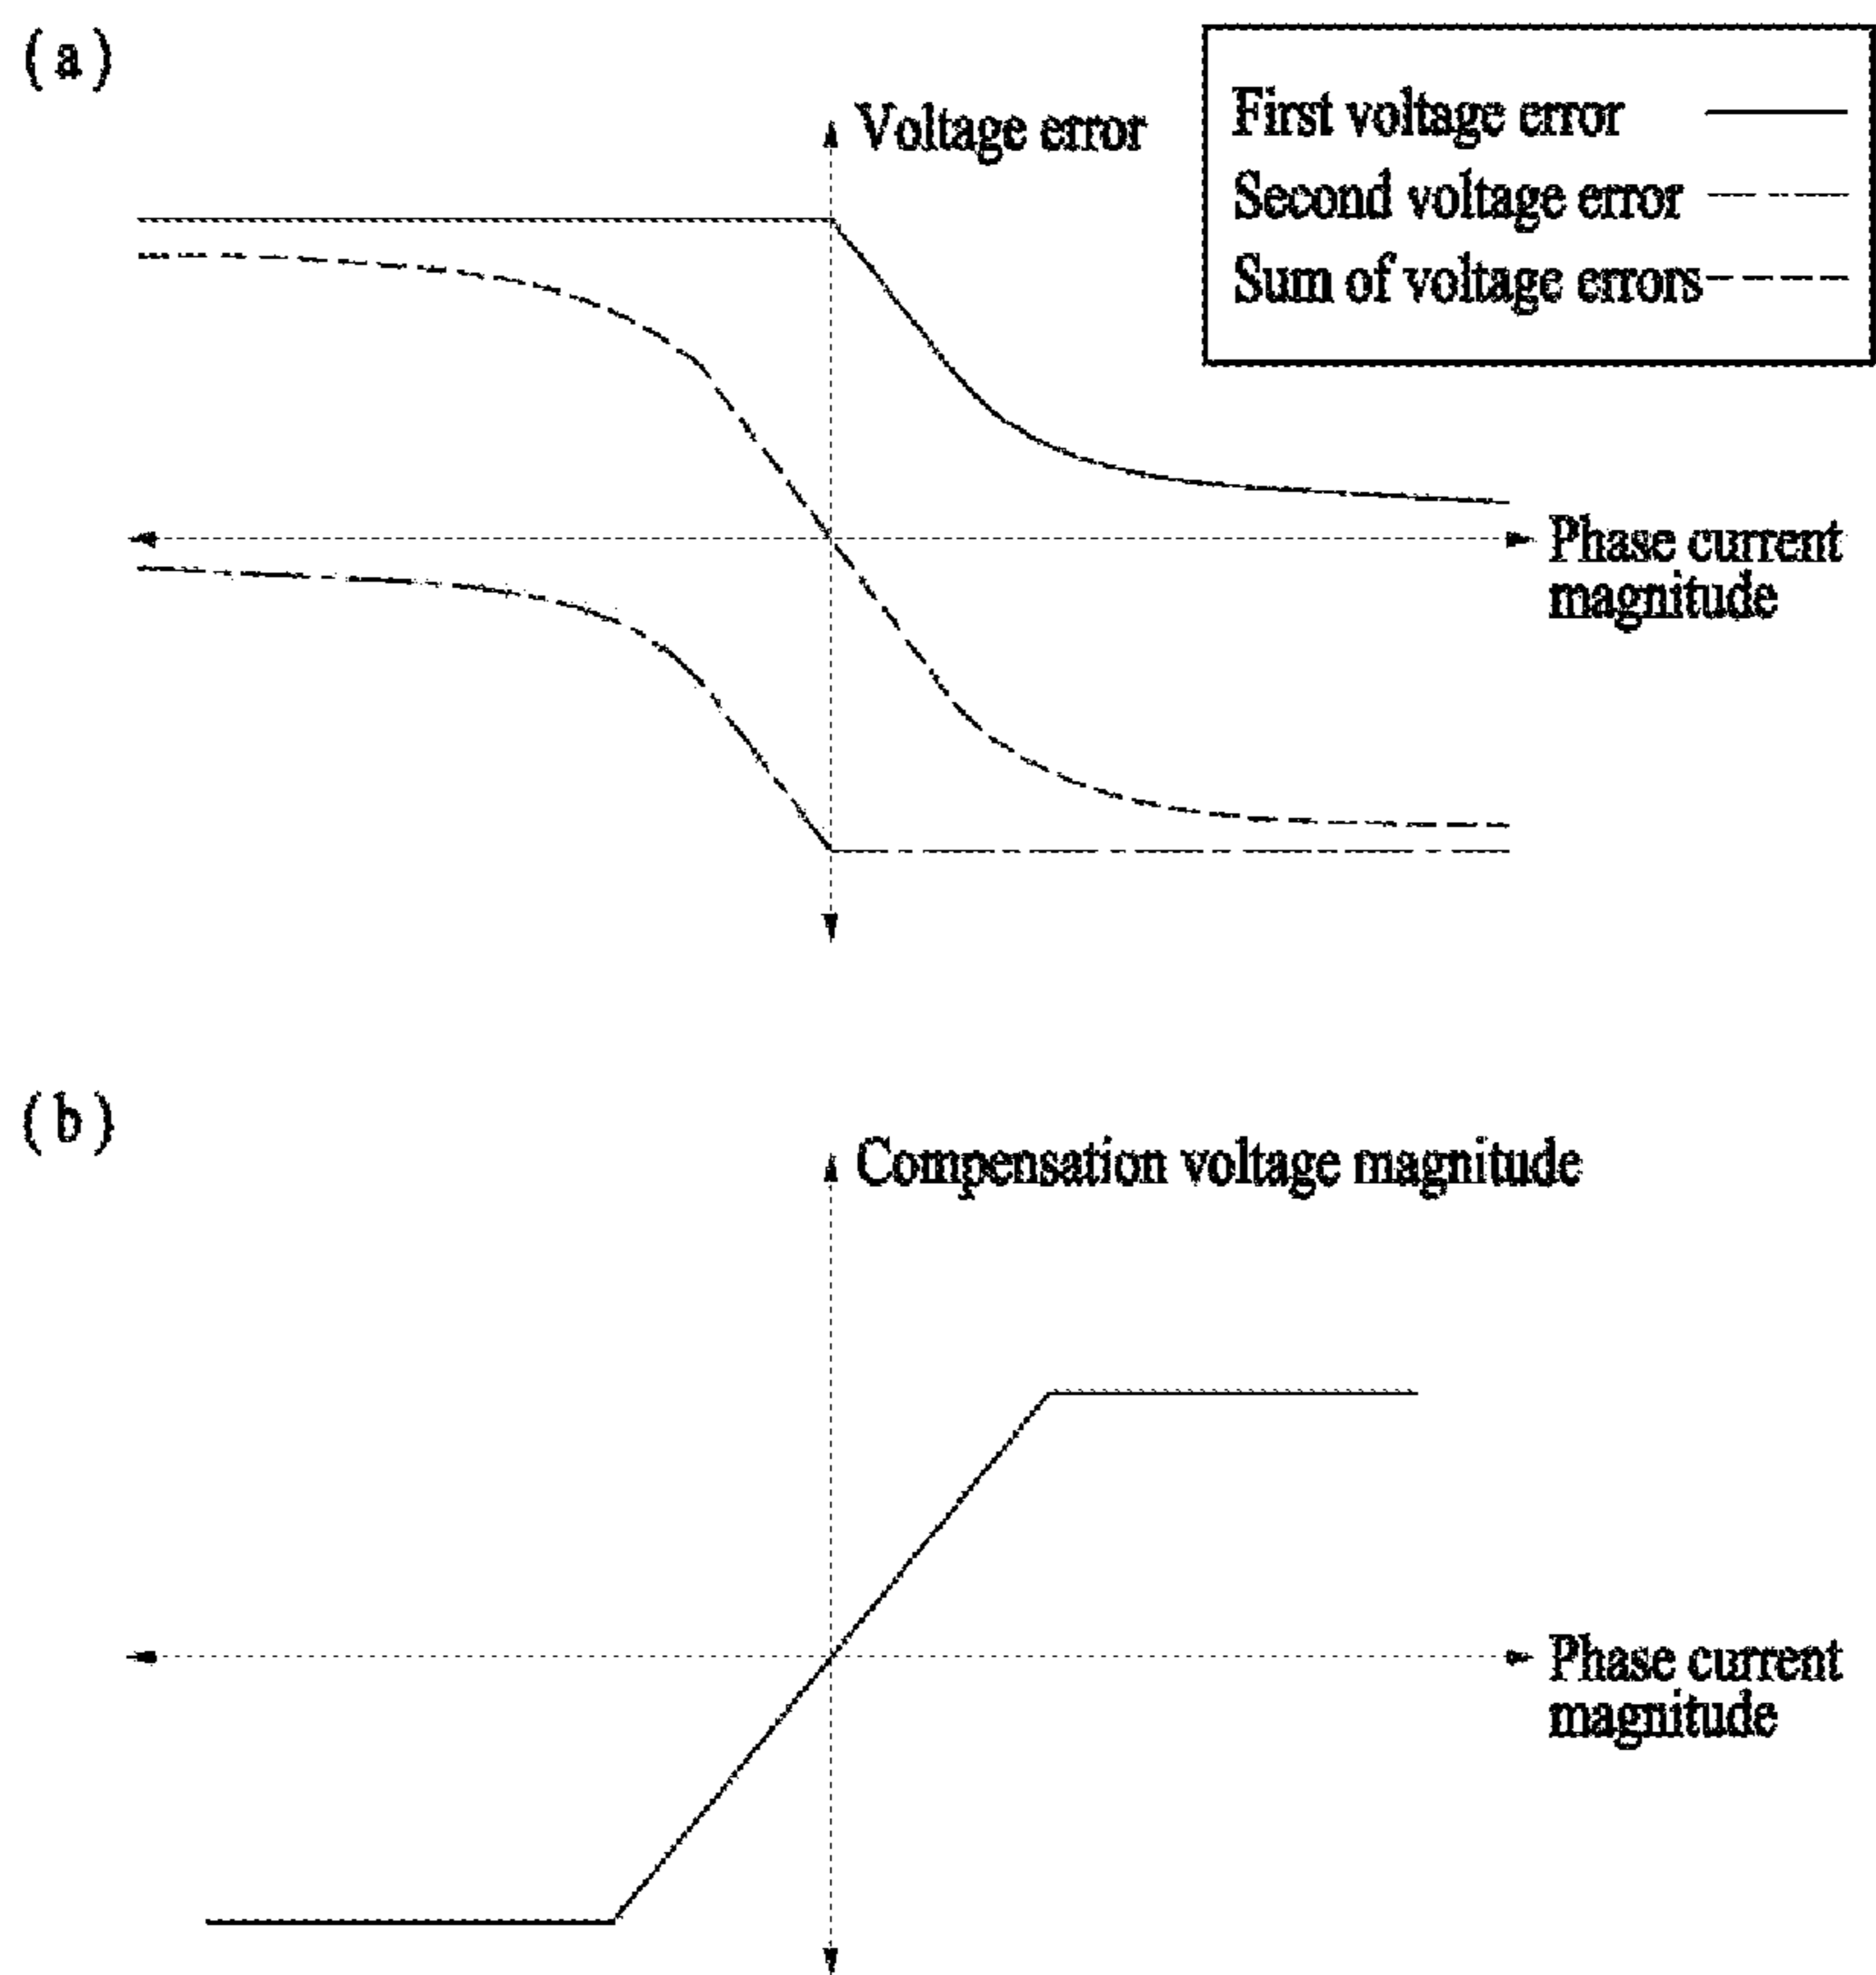 (a)
Voltage error
First voltage error
Second voltage error
Sum of voltage errors
Phase current
magnitude
(b)
Compensation voltage magnitude
Phase current
magnitude